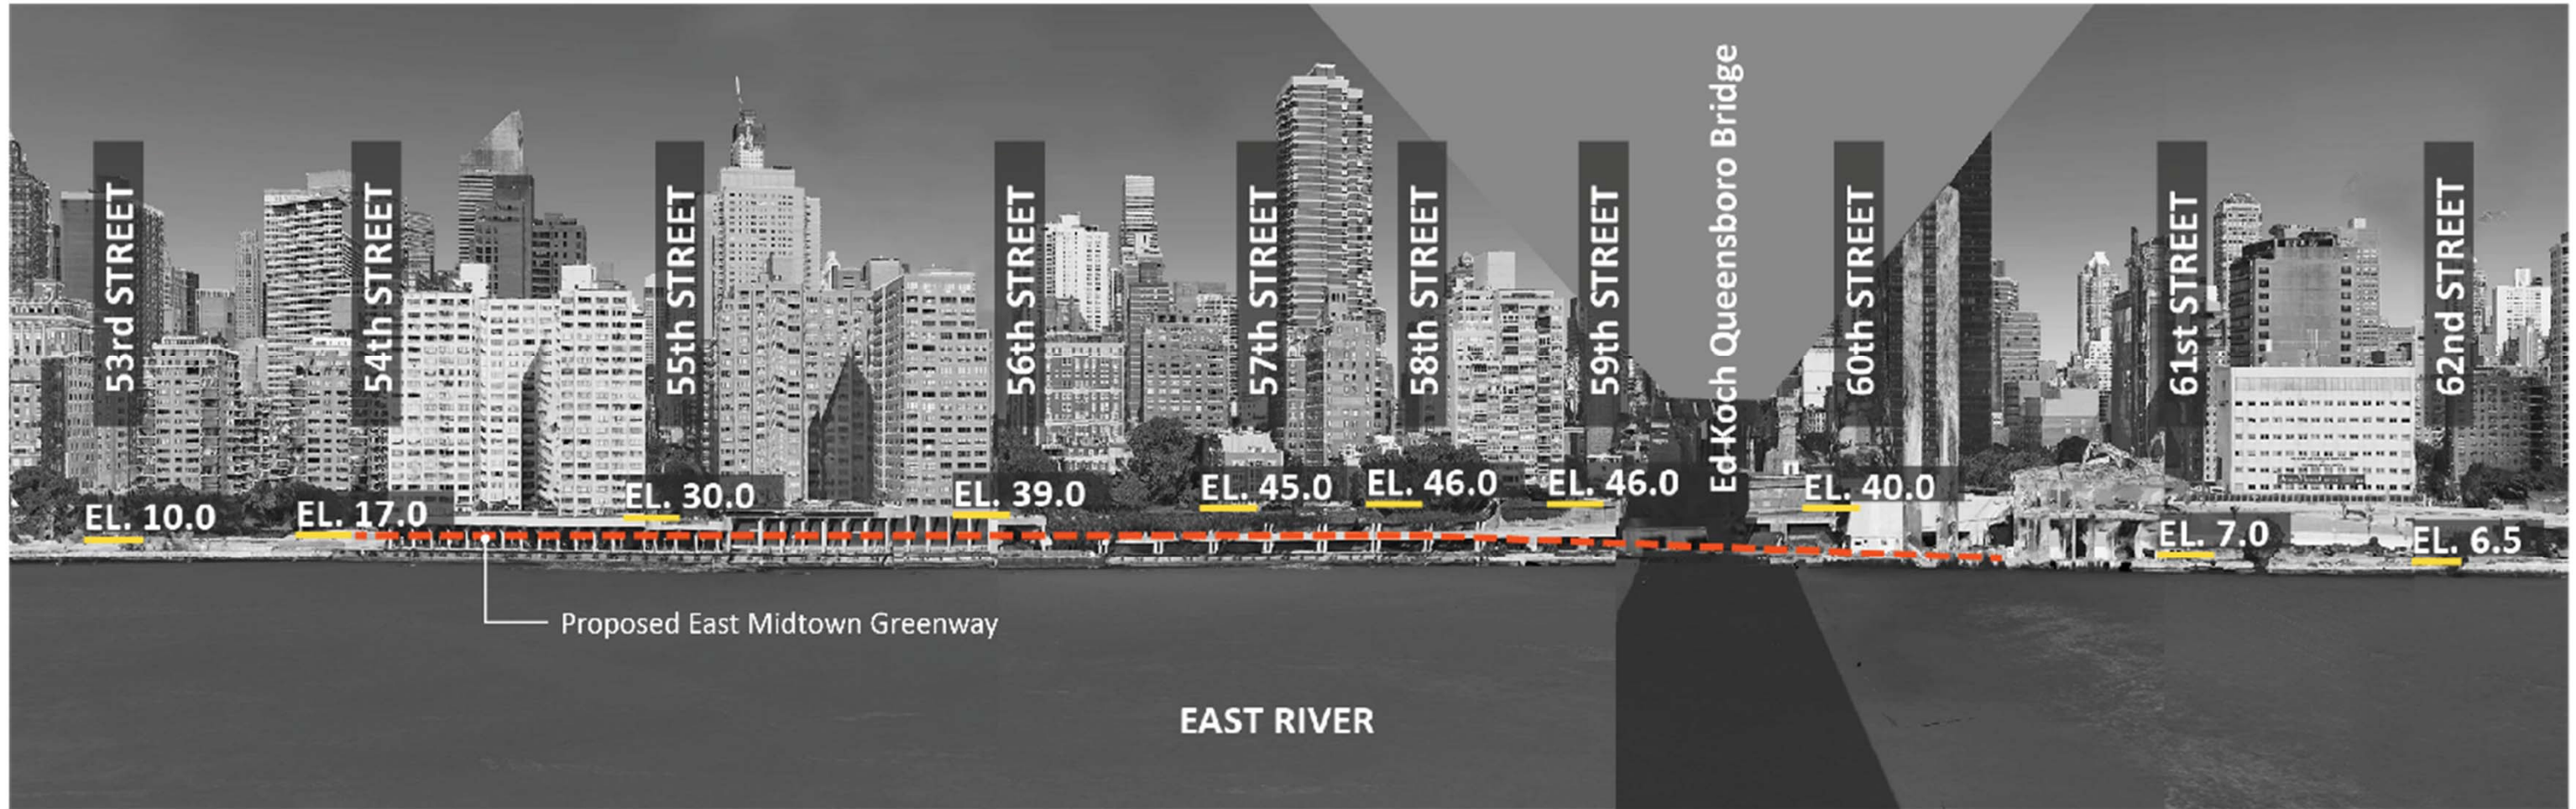 53rd STREET
54th STREET
55th STREET
56th STREET
57th STREET
58th STREET
59th STREET
Ed Koch Queensboro Bridge
60th STREET
61st STREET
62nd STREET
EL. 10.0
EL. 17.0
EL. 30.0
EL. 39.0
EL. 45.0
EL. 46.0
EL. 46.0
EL. 40.0
EL. 7.0
EL. 6.5
Proposed East Midtown Greenway
EAST RIVER